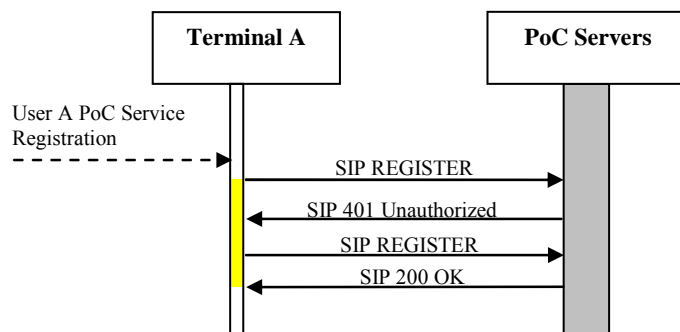 Terminal A
PoC Servers
User A PoC Service
Registration
SIP REGISTER
SIP 401 Unauthorized
SIP REGISTER
SIP 200 OK